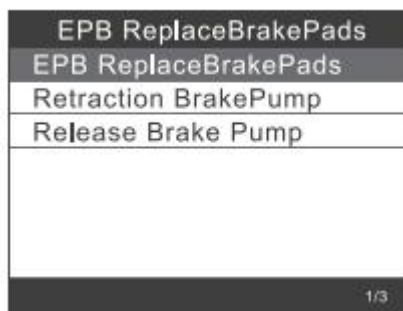 EPB ReplaceBrakePads
EPB ReplaceBrakePads
Retraction BrakePump
Release Brake Pump
1/3